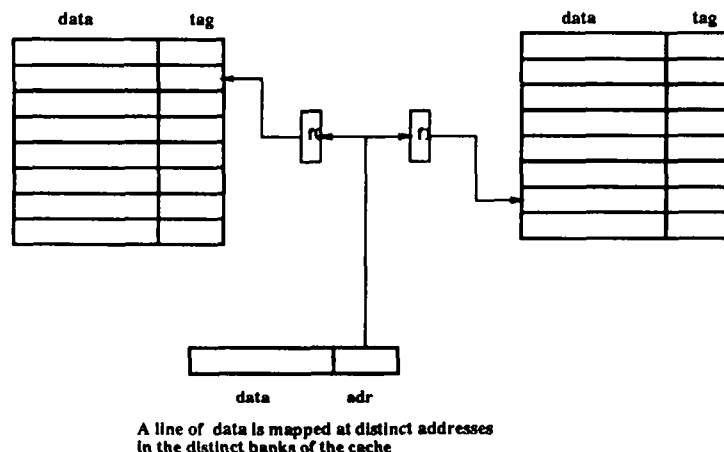 data tag
data tag
f0 f1
data adr
A line of data is mapped at distinct addresses
in the distinct banks of the cache